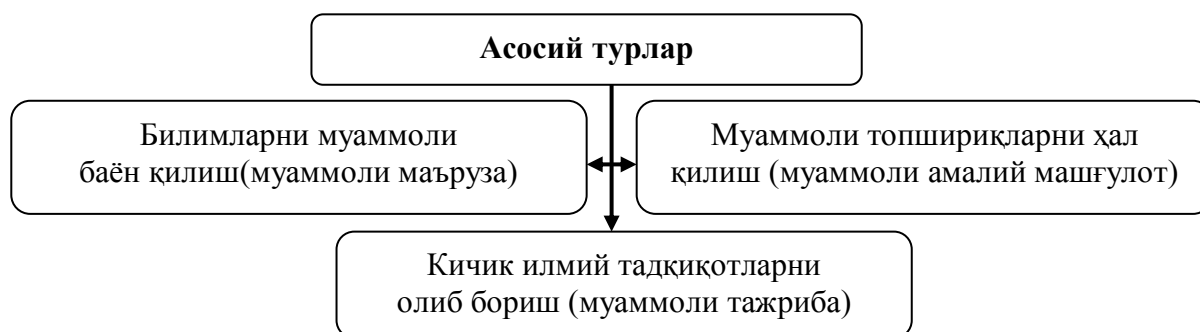 Асосий турлар
Билимларни муаммоли
баён қилиш(муаммоли маъруза)
Муаммоли топшириқларни ҳал
қилиш (муаммоли амалий машғулот)
Кичик илмий тадқиқотларни
олиб бориш (муаммоли тажриба)